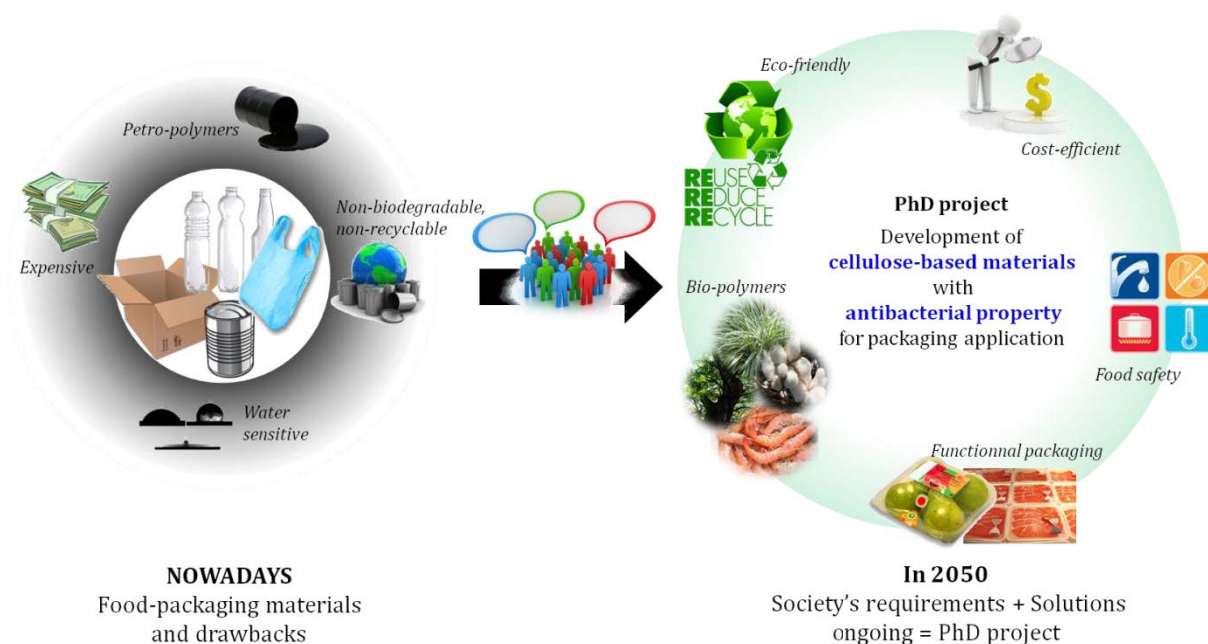 Petro-polymers
Expensive
Non-biodegradable,
non-recyclable
Water
sensitive
NOWADAYS
Food-packaging materials
and drawbacks
Eco-friendly
REUSE
REDUCE
RECYCLE
$
Cost-efficient
PhD project
Development of
cellulose-based materials
with
antibacterial property
for packaging application
Bio-polymers
Food safety
Functionnal packaging
In 2050
Society's requirements + Solutions
ongoing = PhD project